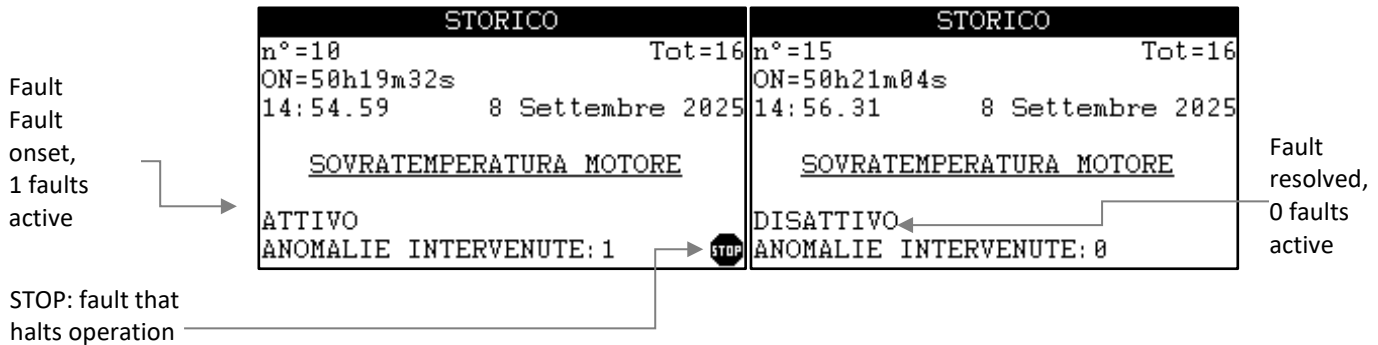 STORICO
n°=10 Tot=16
ON=50h19m32s
14:54.59 8 Settembre 2025
SOVRATEMPERATURA MOTORE
ATTIVO
ANOMALIE INTERVENUTE:1
STOP
STORICO
n°=15 Tot=16
ON=50h21m04s
14:56.31 8 Settembre 2025
SOVRATEMPERATURA MOTORE
DISATTIVO
ANOMALIE INTERVENUTE:0
Fault
Fault
onset,
1 faults
active
Fault
resolved,
0 faults
active
STOP: fault that
halts operation